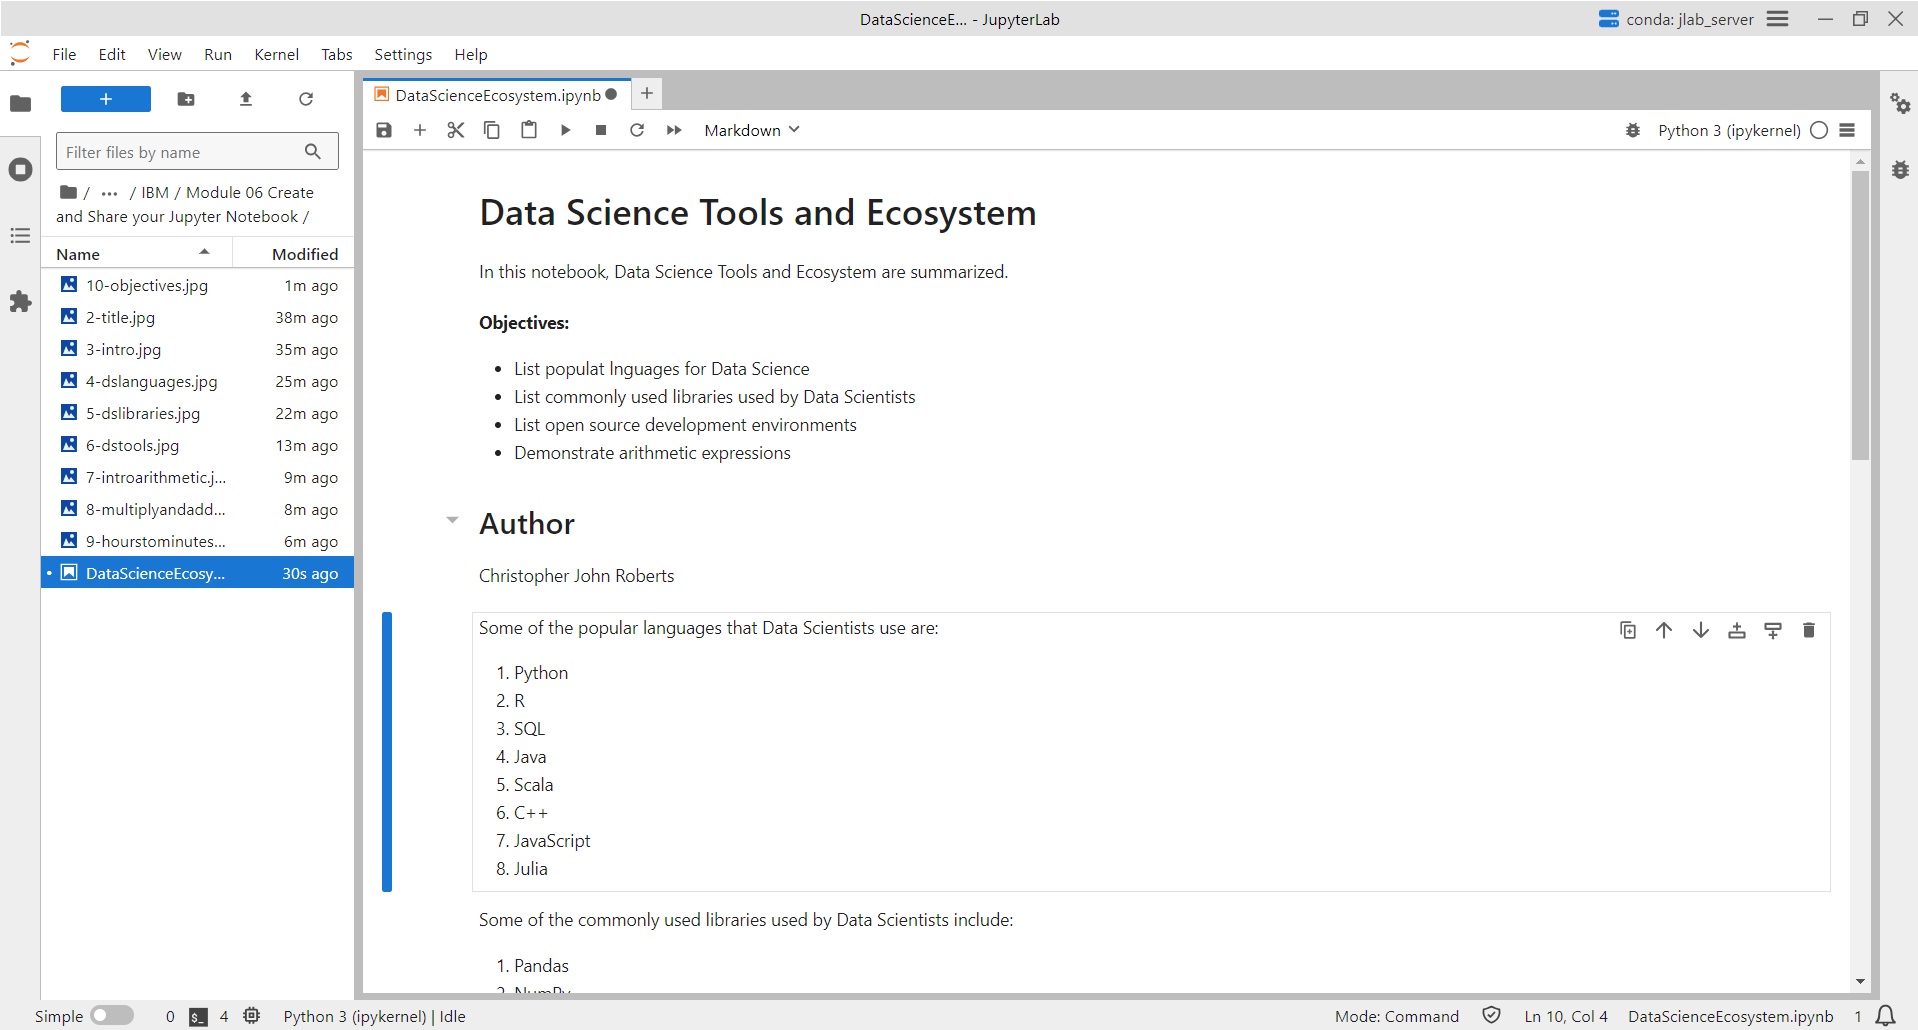 DataScienceE... - JupyterLab
conda: jlab_server
File Edit View Run Kernel Tabs Settings Help
DataScienceEcosystem.ipynb
Filter files by name
/ ··· / IBM / Module 06 Create
and Share your Jupyter Notebook /
Name Modified
10-objectives.jpg 1m ago
2-title.jpg 38m ago
3-intro.jpg 35m ago
4-dslanguages.jpg 25m ago
5-dslibraries.jpg 22m ago
6-dstools.jpg 13m ago
7-introarithmetic.j... 9m ago
8-multiplyandadd... 8m ago
9-hourstominutes... 6m ago
DataScienceEcosy... 30s ago
Markdown
Python 3 (ipykernel)
Data Science Tools and Ecosystem
In this notebook, Data Science Tools and Ecosystem are summarized.
Objectives:
• List populat lnguages for Data Science
• List commonly used libraries used by Data Scientists
• List open source development environments
• Demonstrate arithmetic expressions
Author
Christopher John Roberts
Some of the popular languages that Data Scientists use are:
1. Python
2. R
3. SQL
4. Java
5. Scala
6. C++
7. JavaScript
8. Julia
Some of the commonly used libraries used by Data Scientists include:
1. Pandas
2. NumPy
Simple 0 $_ 4 Python 3 (ipykernel) | Idle
Mode: Command Ln 10, Col 4 DataScienceEcosystem.ipynb 1